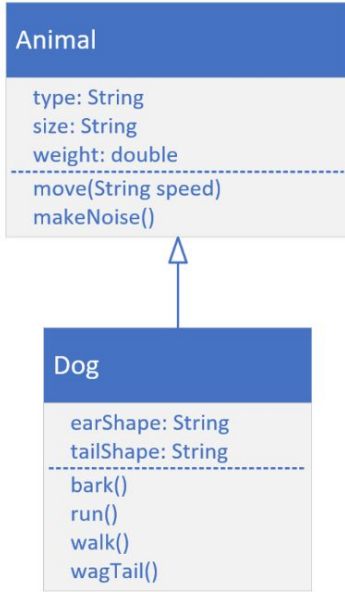 Animal
type: String
size: String
weight: double
move(String speed)
makeNoise()
Dog
earShape: String
tailShape: String
bark()
run()
walk()
wagTail()